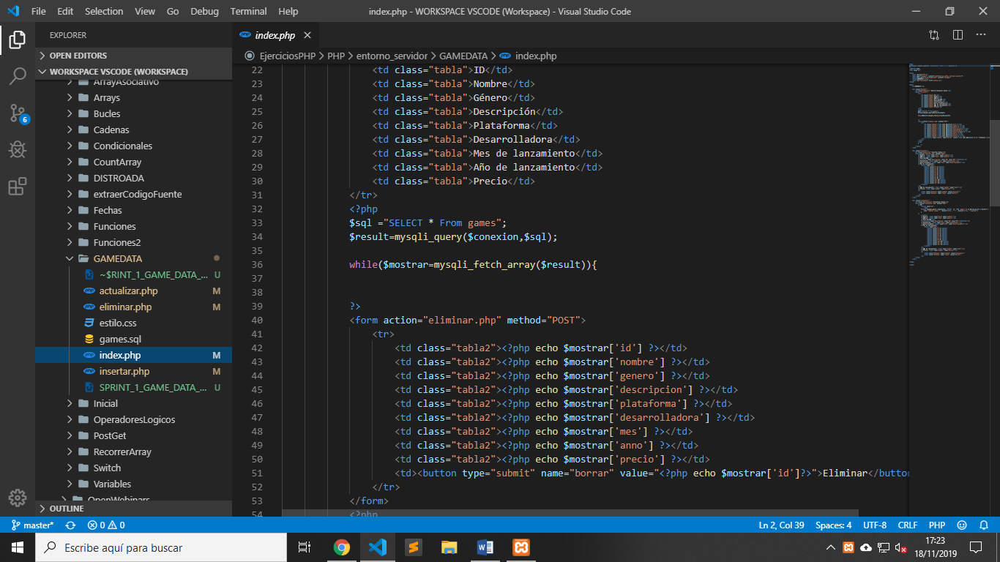 File Edit Selection View Go Debug Terminal Help
index.php - WORKSPACE VSCODE (Workspace) - Visual Studio Code
EXPLORER
OPEN EDITORS
WORKSPACE VSCODE (WORKSPACE)
ArrayAsociativo
Arrays
Bucles
Cadenas
Condicionales
CountArray
DISTROADA
extraerCodigoFuente
Fechas
Funciones
Funciones2
GAMEDATA
~$RINT_1_GAME_DATA_... U
actualizar.php M
eliminar.php M
estilo.css
games.sql
index.php M
insertar.php M
SPRINT_1_GAME_DATA_... U
Inicial
OperadoresLogicos
PostGet
RecorrerArray
Switch
Variables
OpenWebinars
OUTLINE
6
index.php
EjerciciosPHP > PHP > entorno_servidor > GAMEDATA > index.php
22 <td class="tabla">ID</td>
23 <td class="tabla">Nombre</td>
24 <td class="tabla">Género</td>
25 <td class="tabla">Descripción</td>
26 <td class="tabla">Plataforma</td>
27 <td class="tabla">Desarrolladora</td>
28 <td class="tabla">Mes de lanzamiento</td>
29 <td class="tabla">Año de lanzamiento</td>
30 <td class="tabla">Precio</td>
31 </tr>
32 <?php
33 $sql ="SELECT * From games";
34 $result=mysqli_query($conexion,$sql);
35
36 while($mostrar=mysqli_fetch_array($result)){
37
38
39 ?>
40 <form action="eliminar.php" method="POST">
41 <tr>
42 <td class="tabla2"><?php echo $mostrar['id'] ?></td>
43 <td class="tabla2"><?php echo $mostrar['nombre'] ?></td>
44 <td class="tabla2"><?php echo $mostrar['genero'] ?></td>
45 <td class="tabla2"><?php echo $mostrar['descripcion'] ?></td>
46 <td class="tabla2"><?php echo $mostrar['plataforma'] ?></td>
47 <td class="tabla2"><?php echo $mostrar['desarrolladora'] ?></td>
48 <td class="tabla2"><?php echo $mostrar['mes'] ?></td>
49 <td class="tabla2"><?php echo $mostrar['anno'] ?></td>
50 <td class="tabla2"><?php echo $mostrar['precio'] ?></td>
51 <td><button type="submit" name="borrar" value="<?php echo $mostrar['id']?>">Eliminar</button
52 </tr>
53 </form>
54 <?php
master* 0 0
Ln 2, Col 39 Spaces: 4 UTF-8 CRLF PHP
Escribe aquí para buscar
17:23
18/11/2019